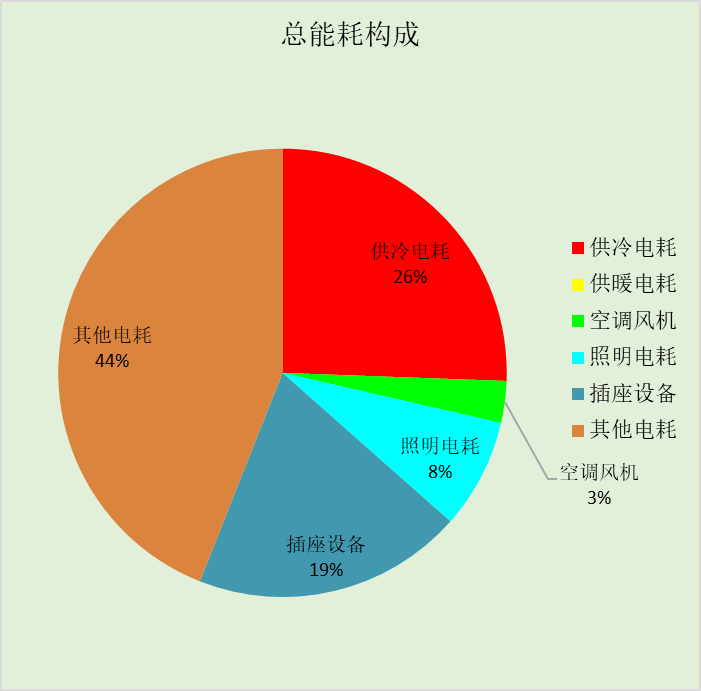 总能耗构成
供冷电耗
26%
其他电耗
44%
照明电耗
8%
空调风机
3%
插座设备
19%
供冷电耗
供暖电耗
空调风机
照明电耗
插座设备
其他电耗